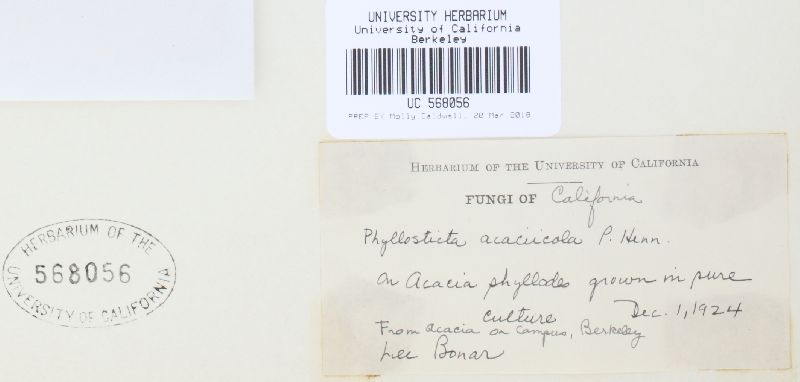 UNIVERSITY HERBARIUM
University of California
Berkeley
UC 568056
PREP BY Molly Caldwell, 20 Mar 2018
HERBARIUM OF THE UNIVERSITY OF CALIFORNIA
FUNGI OF California
Phyllosticta acaciicola P. Henn.
On Acacia phyllodes grown in pure
culture Dec. 1, 1924
From acacia on campus, Berkeley
Lee Bonar
HERBARIUM OF THE
568056
UNIVERSITY OF CALIFORNIA